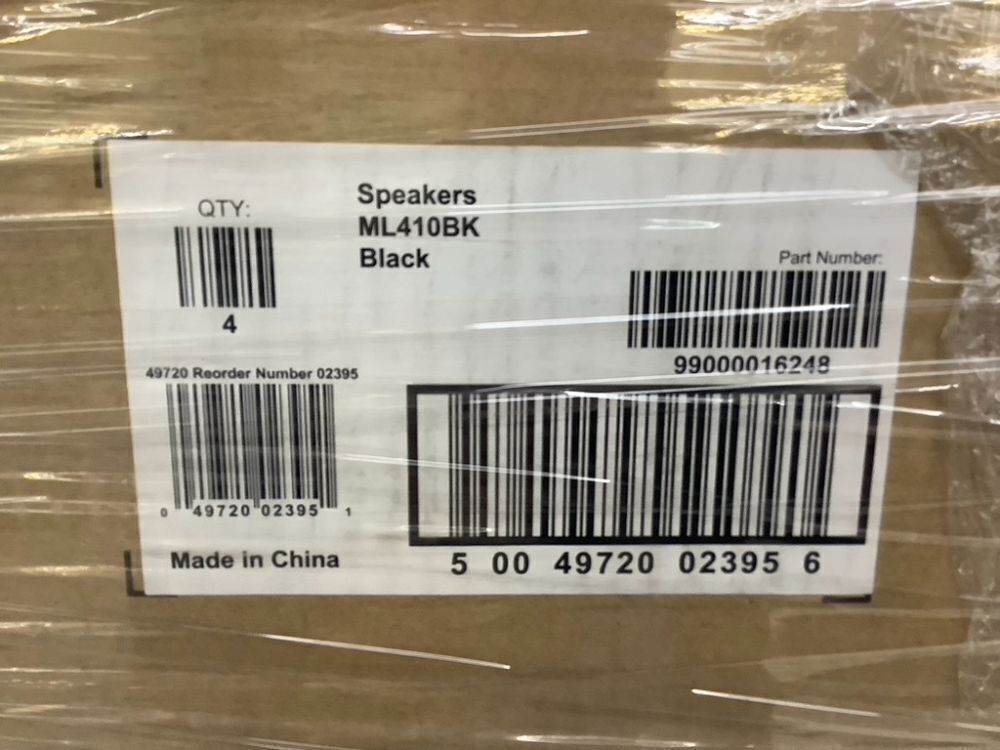 QTY:
4
Speakers
ML410BK
Black
Part Number:
99000016248
49720 Reorder Number 02395
0 49720 02395 1
Made in China
5 00 49720 02395 6